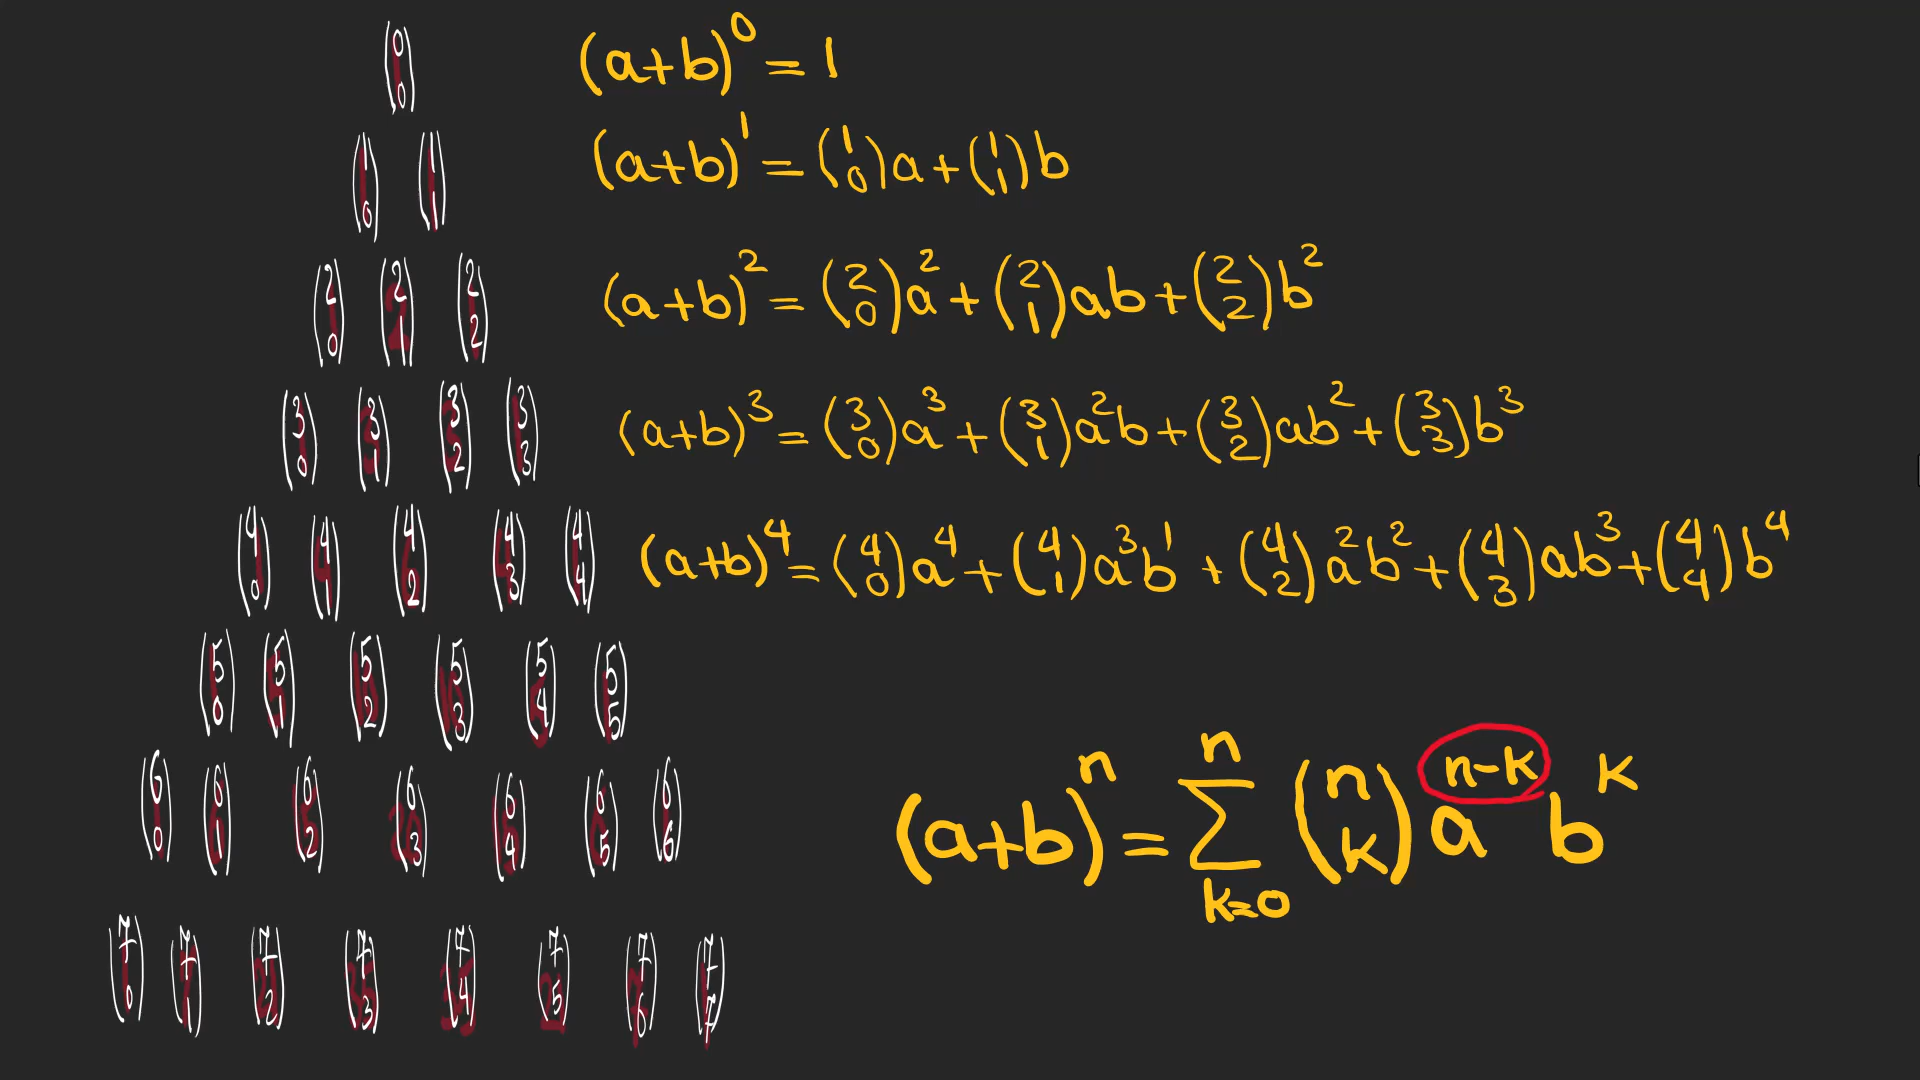 (0 0)
(a+b)^0 = 1
(1 0) (1 1)
(a+b)^1 = (1 0)a + (1 1)b
(2 0) (2 1) (2 2)
(a+b)^2 = (2 0)a^2 + (2 1)ab + (2 2)b^2
(3 0) (3 1) (3 2) (3 3)
(a+b)^3 = (3 0)a^3 + (3 1)a^2b + (3 2)ab^2 + (3 3)b^3
(4 0) (4 1) (4 2) (4 3) (4 4)
(a+b)^4 = (4 0)a^4 + (4 1)a^3b^1 + (4 2)a^2b^2 + (4 3)ab^3 + (4 4)b^4
(5 0) (5 1) (5 2) (5 3) (5 4) (5 5)
(6 0) (6 1) (6 2) (6 3) (6 4) (6 5) (6 6)
(a+b)^n = ∑_{k=0}^{n} (n k) a^{n-k} b^k
(7 0) (7 1) (7 2) (7 3) (7 4) (7 5) (7 6) (7 7)